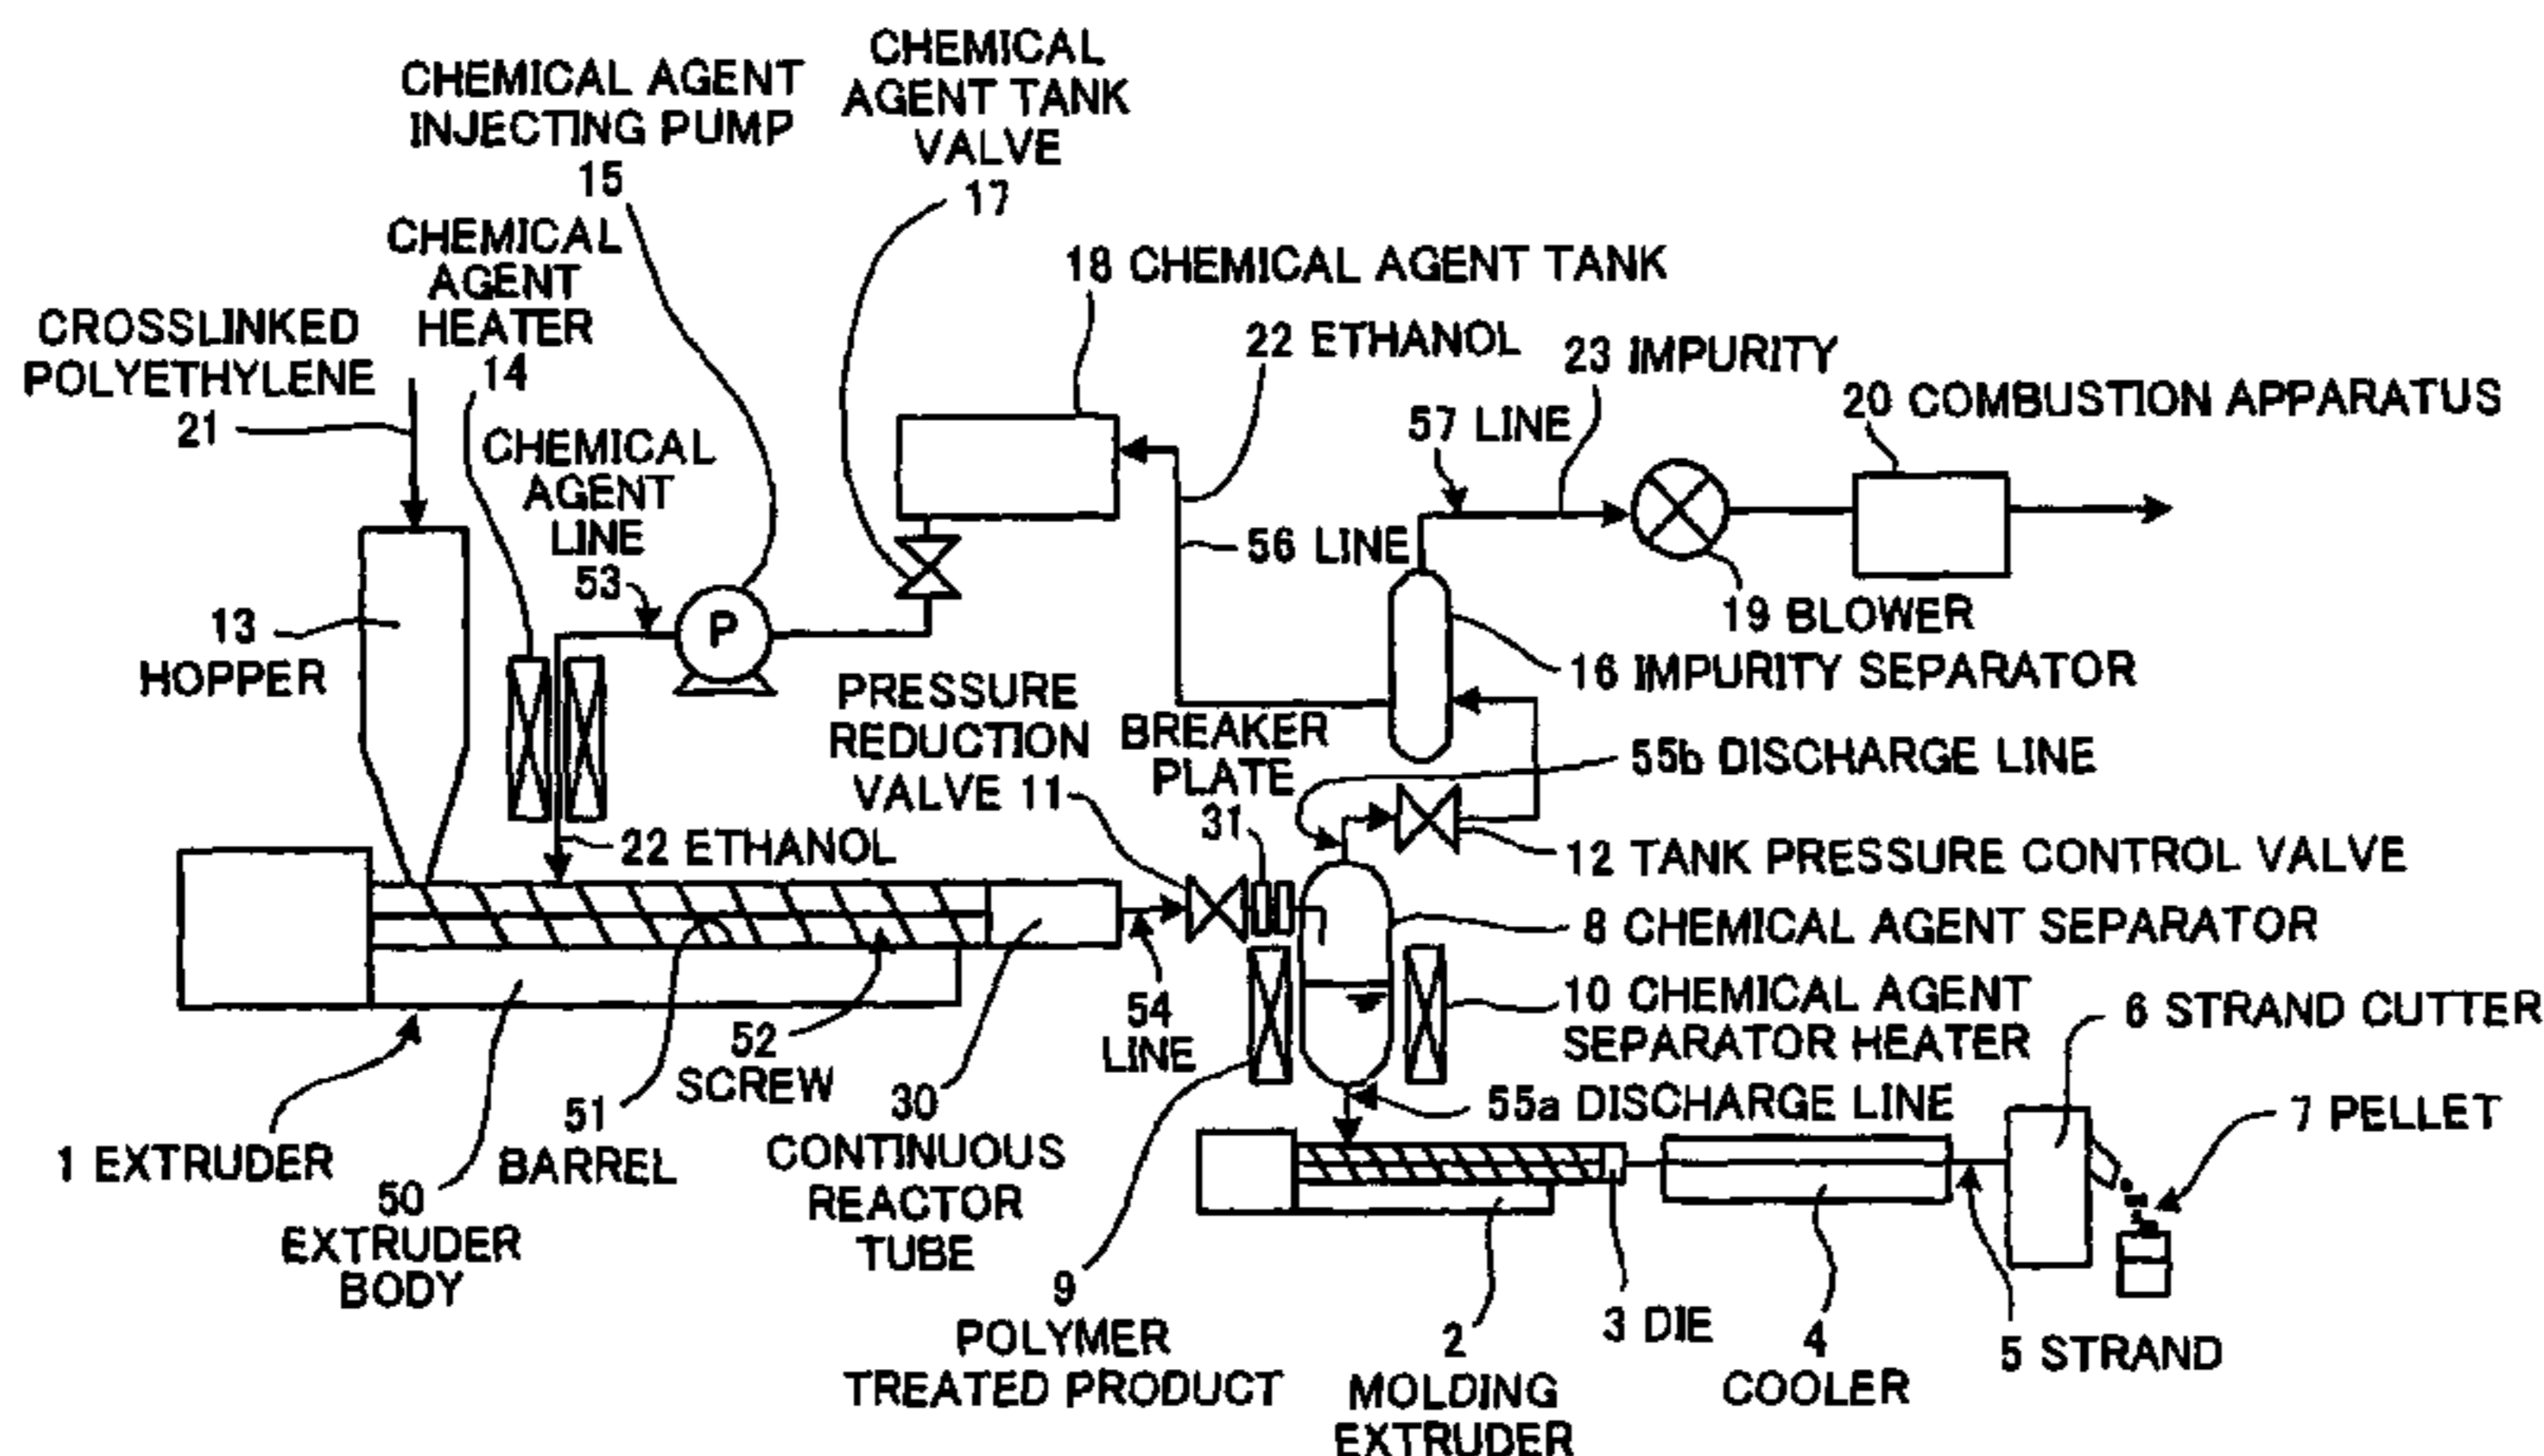 CHEMICAL
AGENT TANK
VALVE
17
CHEMICAL AGENT
INJECTING PUMP
15
CHEMICAL
AGENT
HEATER
14
CROSSLINKED
POLYETHYLENE
21
CHEMICAL
AGENT
LINE
53
18 CHEMICAL AGENT TANK
22 ETHANOL
23 IMPURITY
57 LINE
20 COMBUSTION APPARATUS
56 LINE
P
13
HOPPER
19 BLOWER
16 IMPURITY SEPARATOR
PRESSURE
REDUCTION
VALVE 11
BREAKER
PLATE
31
55b DISCHARGE LINE
22 ETHANOL
12 TANK PRESSURE CONTROL VALVE
8 CHEMICAL AGENT SEPARATOR
10 CHEMICAL AGENT
SEPARATOR HEATER
6 STRAND CUTTER
54
LINE
52
SCREW
51
BARREL
30
CONTINUOUS
REACTOR
TUBE
55a DISCHARGE LINE
7 PELLET
1 EXTRUDER
50
EXTRUDER
BODY
9
POLYMER
TREATED PRODUCT
2
MOLDING
EXTRUDER
3 DIE
4
COOLER
5 STRAND